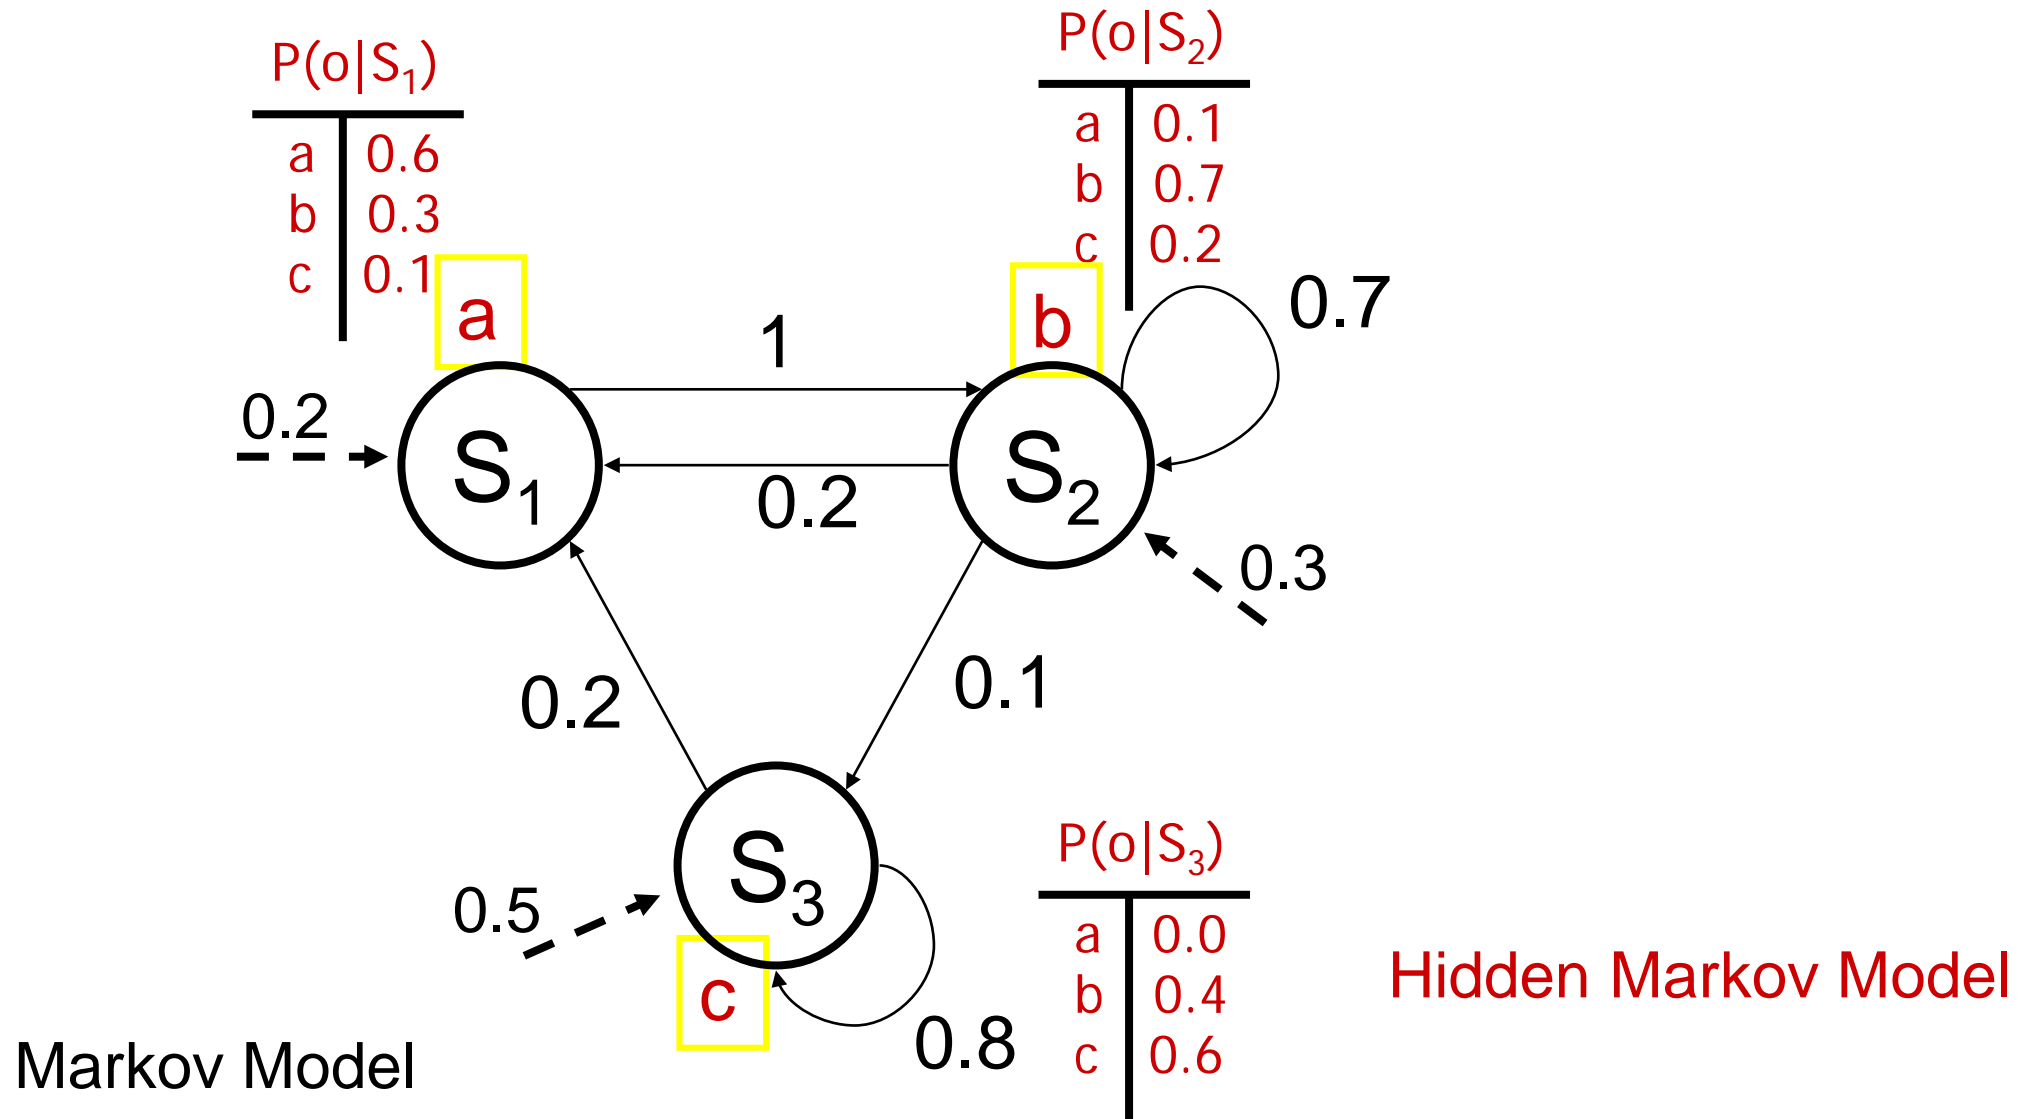 P(o|S1)
a 0.6
b 0.3
c 0.1
P(o|S2)
a 0.1
b 0.7
c 0.2
a
b
0.7
1
0.2
S1
0.2
S2
0.3
0.2
0.1
S3
0.5
c
0.8
P(o|S3)
a 0.0
b 0.4
c 0.6
Hidden Markov Model
Markov Model